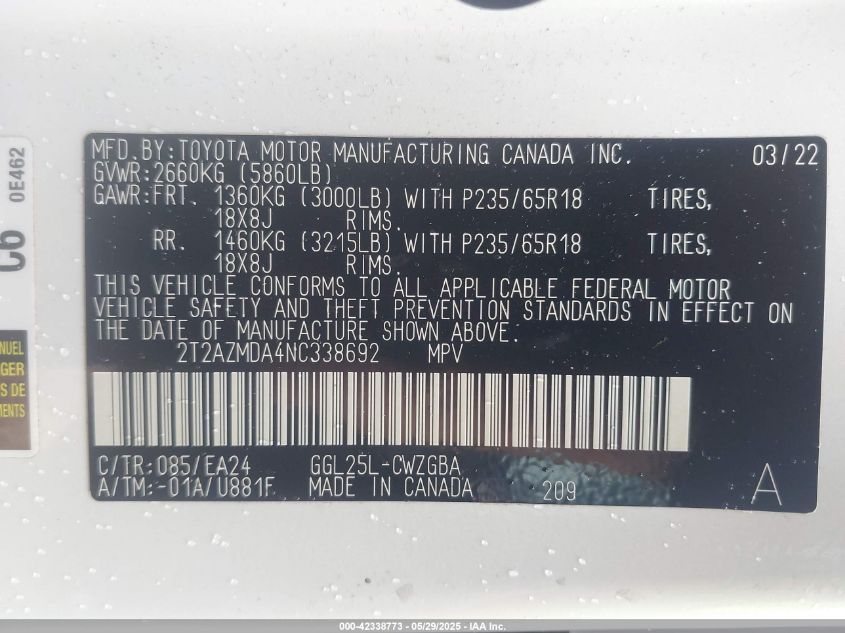 MFD.BY:TOYOTA MOTOR MANUFACTURING CANADA INC. 03/22
GVWR:2660KG (5860LB)
GAWR:FRT. 1360KG (3000LB) WITH P235/65R18 TIRES,
18X8J RIMS.
RR. 1460KG (3215LB) WITH P235/65R18 TIRES,
18X8J RIMS.
THIS VEHICLE CONFORMS TO ALL APPLICABLE FEDERAL MOTOR
VEHICLE SAFETY AND THEFT PREVENTION STANDARDS IN EFFECT ON
THE DATE OF MANUFACTURE SHOWN ABOVE.
2T2AZMDA4NC338692 MPV
C/TR:085/EA24 GGL25L-CWZGBA
A/TM:-01A/U881F MADE IN CANADA 209 A
0E462
NUEL
GER
S DE
MENTS
000-42338773 - 05/29/2025 - IAA Inc.